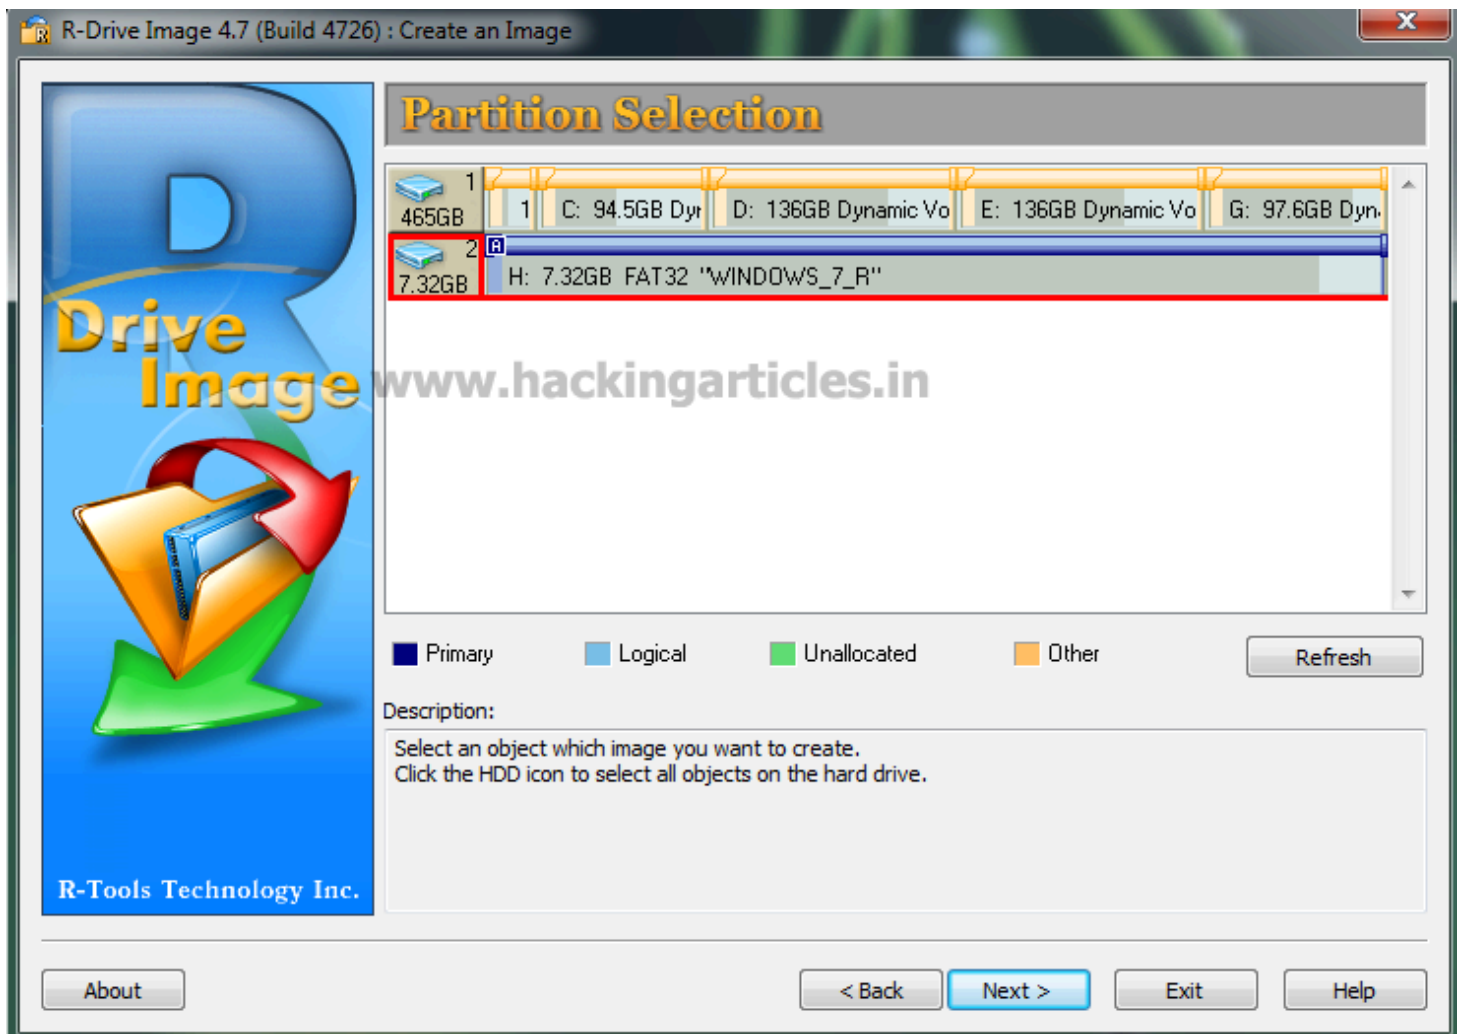 R-Drive Image 4.7 (Build 4726) : Create an Image
Partition Selection
1
465GB
1
C: 94.5GB Dyr
D: 136GB Dynamic Vo
E: 136GB Dynamic Vo
G: 97.6GB Dyn
2
7.32GB
A
H: 7.32GB FAT32 "WINDOWS_7_R"
R
Drive
Image
www.hackingarticles.in
Primary
Logical
Unallocated
Other
Refresh
Description:
Select an object which image you want to create.
Click the HDD icon to select all objects on the hard drive.
R-Tools Technology Inc.
About
< Back
Next >
Exit
Help